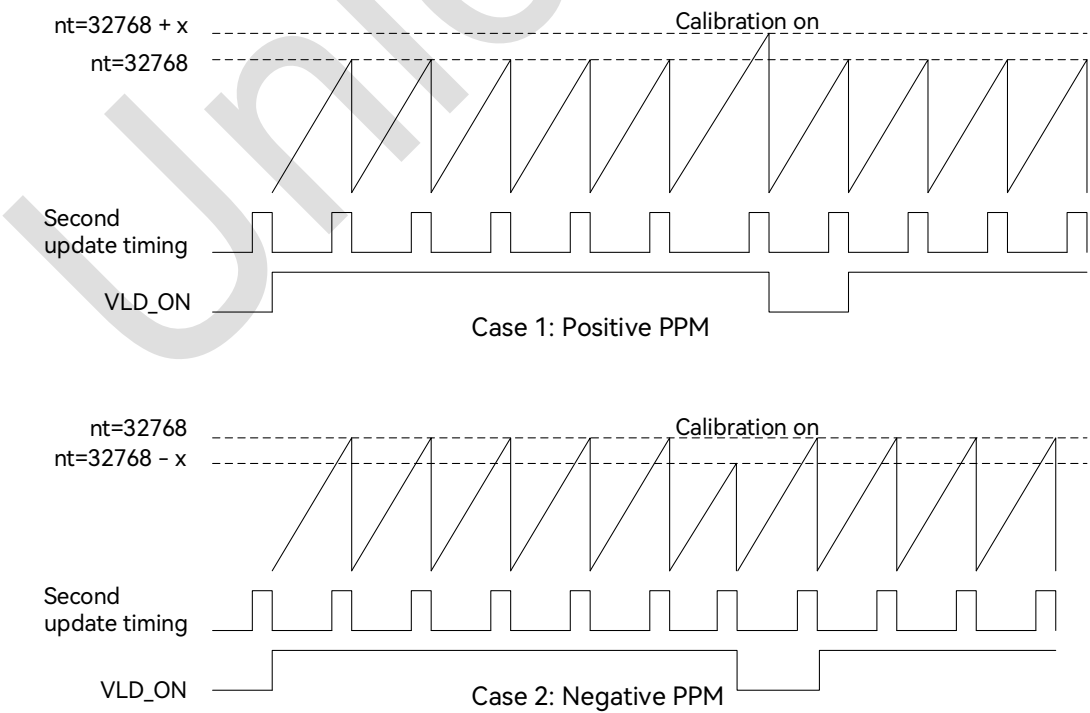 nt=32768 + x
Calibration on
nt=32768
Second
update timing
VLD_ON
Case 1: Positive PPM
nt=32768
Calibration on
nt=32768 - x
Second
update timing
VLD_ON
Case 2: Negative PPM